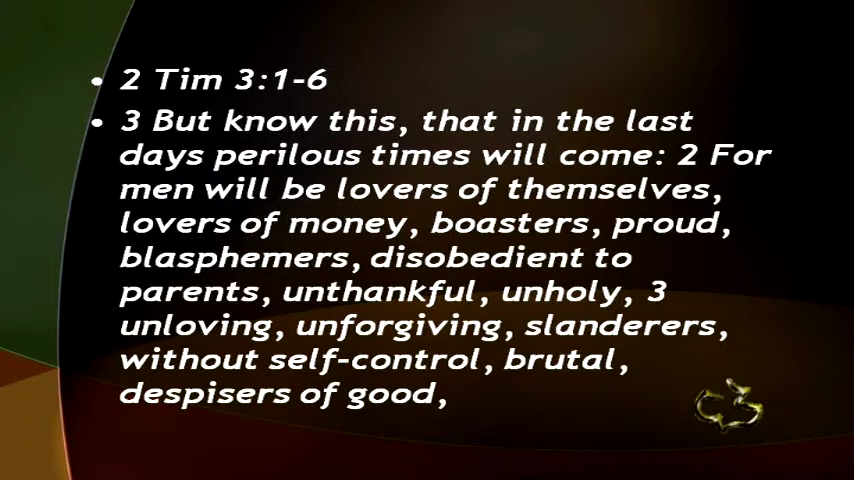 • 2 Tim 3:1-6
• 3 But know this, that in the last
days perilous times will come: 2 For
men will be lovers of themselves,
lovers of money, boasters, proud,
blasphemers, disobedient to
parents, unthankful, unholy, 3
unloving, unforgiving, slanderers,
without self-control, brutal,
despisers of good,
C3